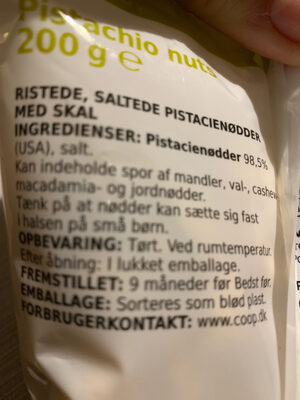 Pistachio nuts
200 g ℮
RISTEDE, SALTEDE PISTACIENØDDER
MED SKAL
INGREDIENSER: Pistacienødder 98,5%
(USA), salt.
Kan indeholde spor af mandler, val-, cashew-
macadamia- og jordnødder.
Tænk på at nødder kan sætte sig fast
i halsen på små børn.
OPBEVARING: Tørt. Ved rumtemperatur.
Efter åbning: I lukket emballage.
FREMSTILLET: 9 måneder før Bedst før.
EMBALLAGE: Sorteres som blød plast.
FORBRUGERKONTAKT: www.coop.dk